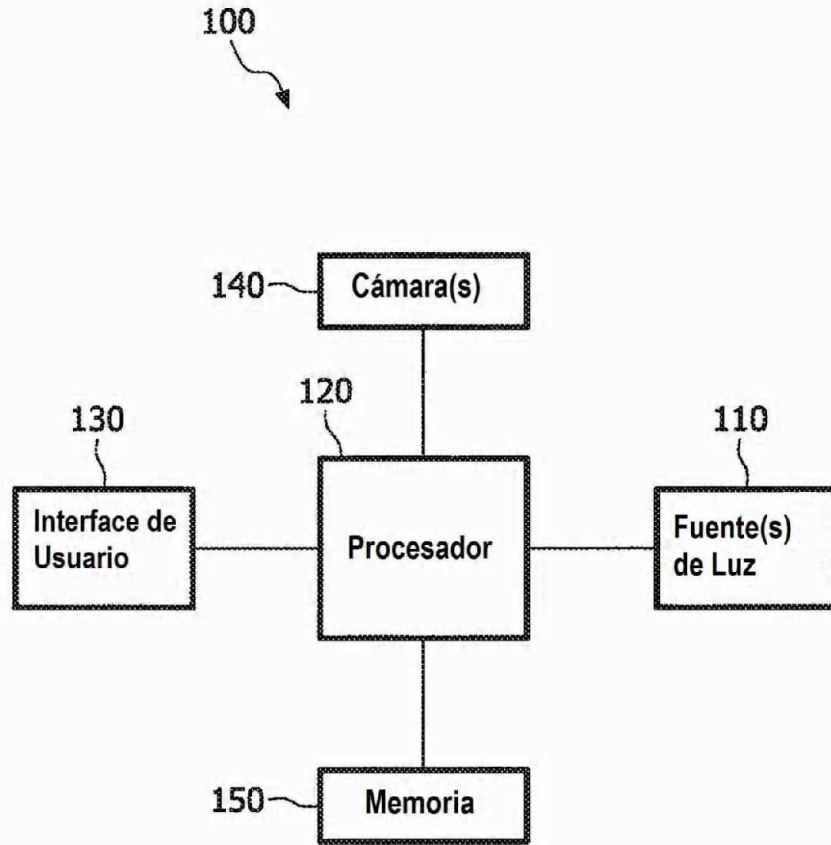 100
140
Cámara(s)
120
130
110
Interface de
Usuario
Procesador
Fuente(s)
de Luz
150
Memoria